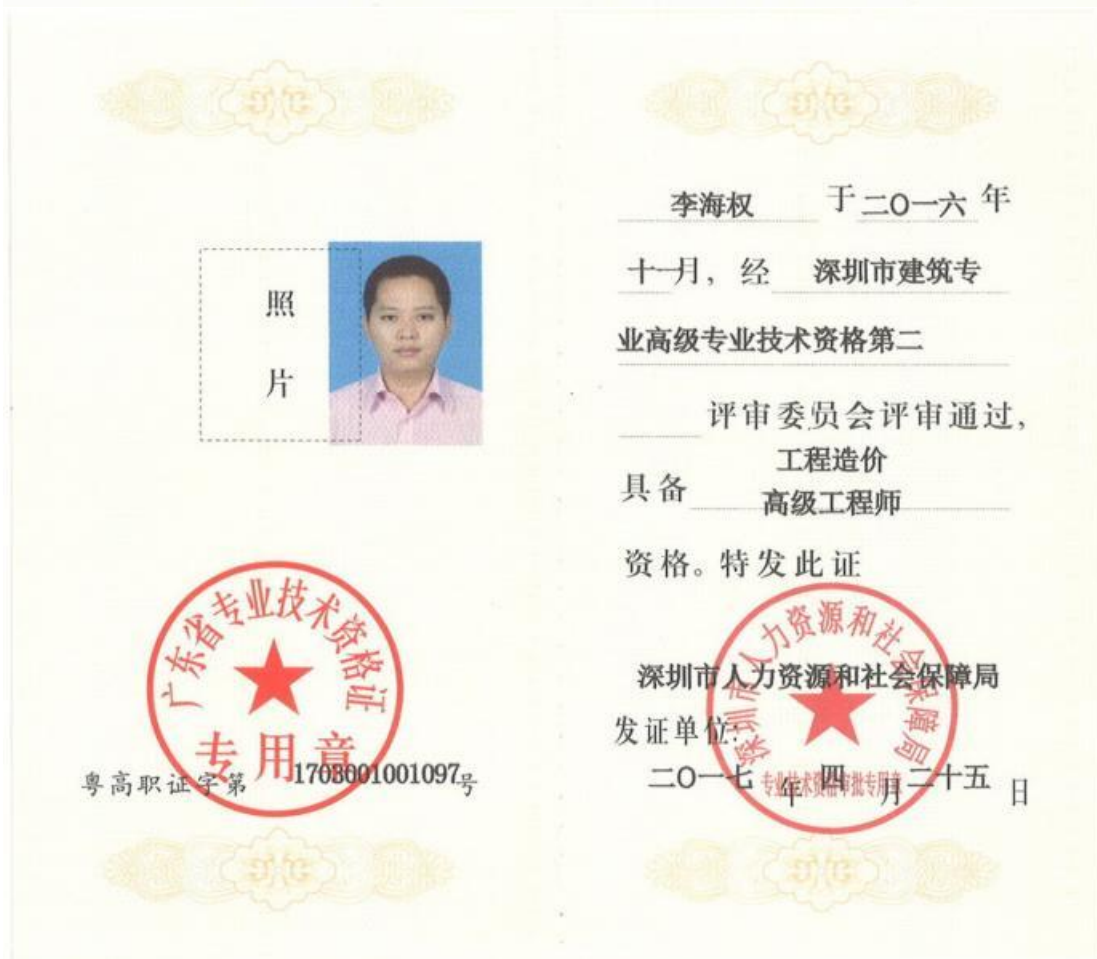 照
片
广东省专业技术资格证
专用章
粤高职证字第1703001001097号
李海权 于二〇一六年
十一月，经 深圳市建筑专
业高级专业技术资格第二
评审委员会评审通过，
工程造价
具备 高级工程师
资格。特发此证
深圳市人力资源和社会保障局
深圳市人力资源和社会保障局
发证单位：
二〇一七年四月二十五日
专业技术资格审批专用章